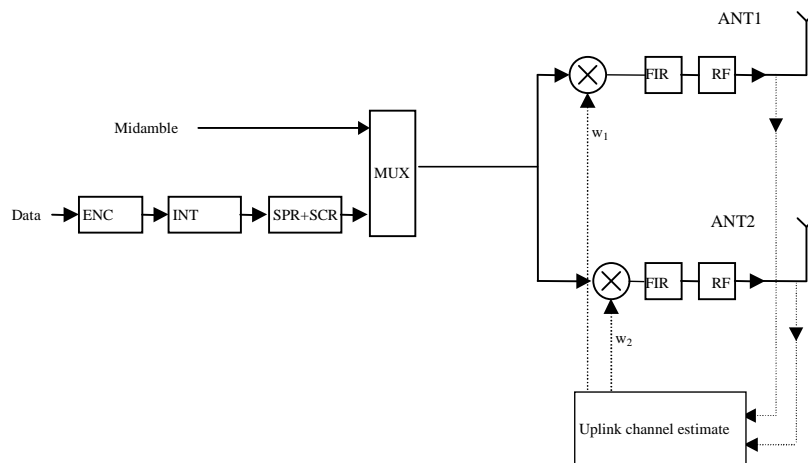 ANT1
FIR
RF
Midamble
w1
MUX
Data
ENC
INT
SPR+SCR
ANT2
FIR
RF
w2
Uplink channel estimate